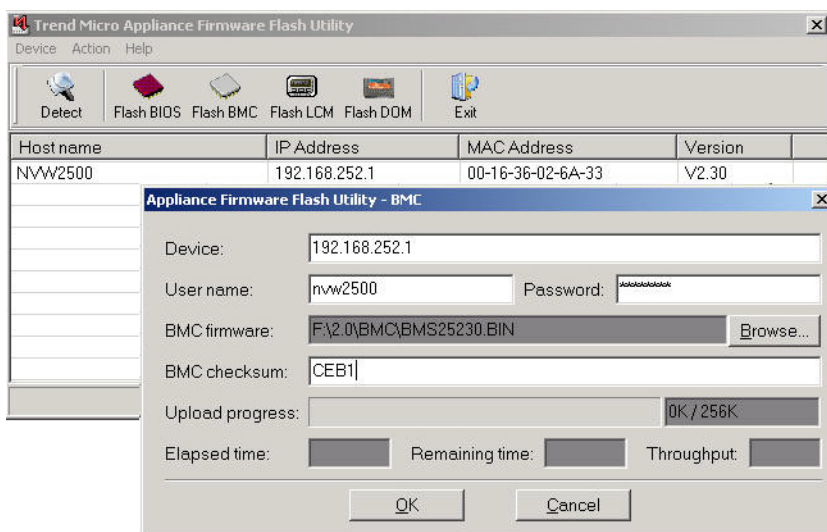 Trend Micro Appliance Firmware Flash Utility
Device Action Help
Detect Flash BIOS Flash BMC Flash LCM Flash DOM Exit
Host name IP Address MAC Address Version
NVW2500 192.168.252.1 00-16-36-02-6A-33 V2.30
Appliance Firmware Flash Utility - BMC
Device: 192.168.252.1
User name: nvw2500 Password: **********
BMC firmware: F:\2.0\BMC\BMS25230.BIN Browse...
BMC checksum: CEB1
Upload progress: 0K / 256K
Elapsed time: Remaining time: Throughput:
OK Cancel